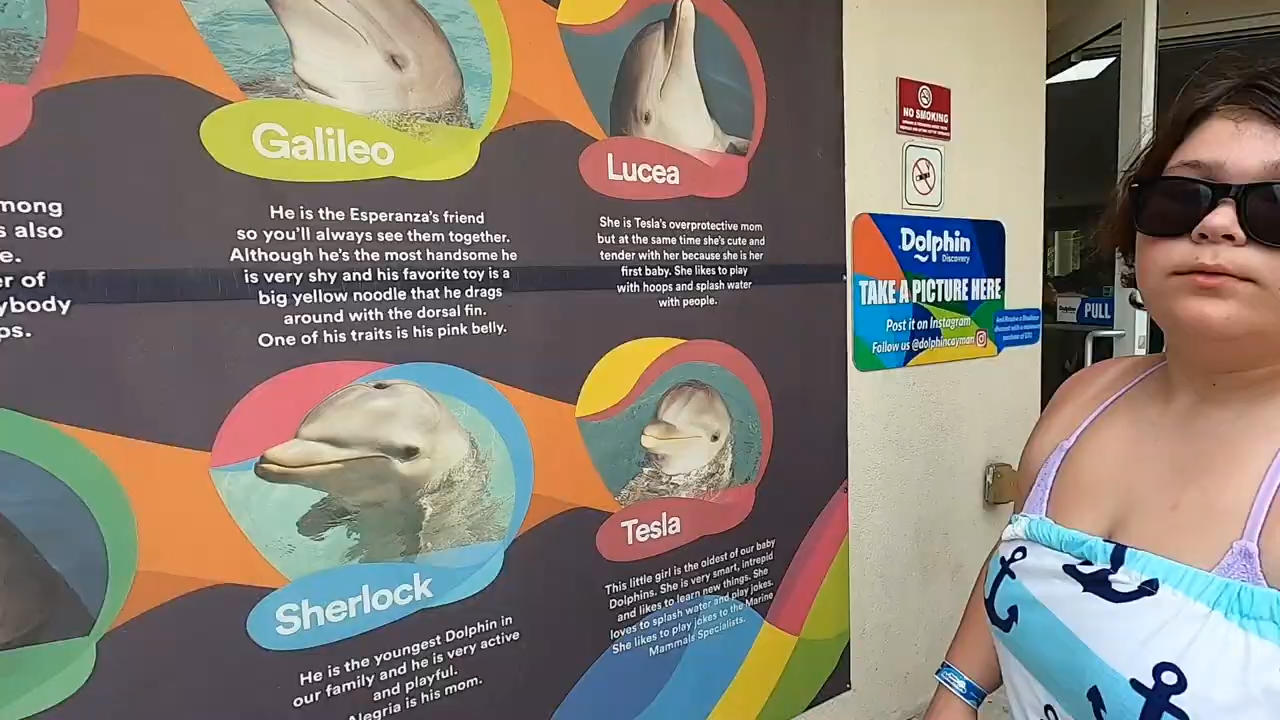 mong
s also
e.
er of
ybody
ps.
Galileo
He is the Esperanza's friend
so you'll always see them together.
Although he's the most handsome he
is very shy and his favorite toy is a
big yellow noodle that he drags
around with the dorsal fin.
One of his traits is his pink belly.
Lucea
She is Tesla's overprotective mom
but at the same time she's cute and
tender with her because she is her
first baby. She likes to play
with hoops and splash water
with people.
Sherlock
He is the youngest Dolphin in
our family and he is very active
and playful.
Alegria is his mom.
Tesla
This little girl is the oldest of our baby
Dolphins. She is very smart, intrepid
and likes to learn new things. She
loves to splash water and play jokes.
She likes to play jokes to the Marine
Mammals Specialists.
NO SMOKING
Dolphin
Discovery
TAKE A PICTURE HERE
Post it on Instagram
Follow us @dolphincayman
PULL